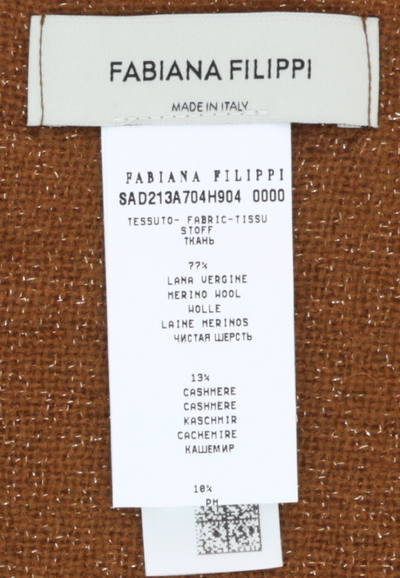 FABIANA FILIPPI
MADE IN ITALY
FABIANA FILIPPI
SAD213A704H904 0000
TESSUTO- FABRIC-TISSU
STOFF
ТКАНЬ
77%
LANA VERGINE
MERINO WOOL
WOLLE
LAINE MERINOS
ЧИСТАЯ ШЕРСТЬ
13%
CASHMERE
CASHMERE
KASCHMIR
CACHEMIRE
КАШЕМИР
10%
PM